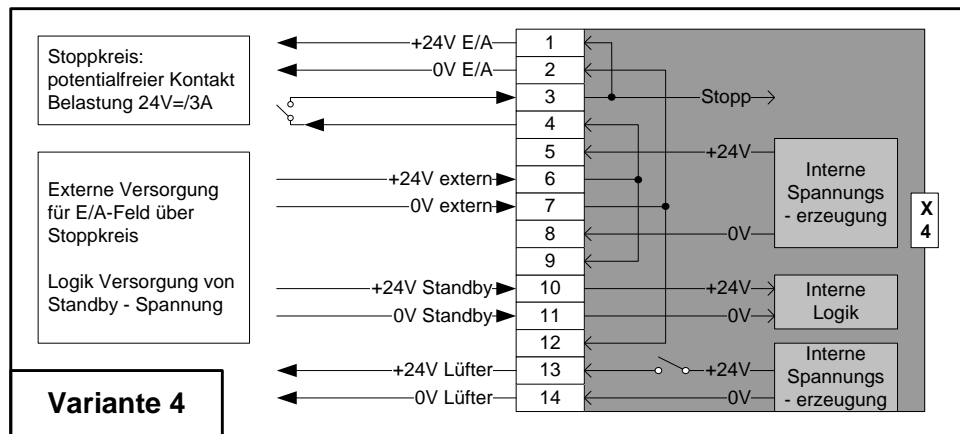 Stoppkreis:
potentialfreier Kontakt
Belastung 24V=/3A
Externe Versorgung
für E/A-Feld über
Stoppkreis
Logik Versorgung von
Standby - Spannung
Variante 4
+24V E/A
0V E/A
+24V extern
0V extern
+24V Standby
0V Standby
+24V Lüfter
0V Lüfter
1
2
3
4
5
6
7
8
9
10
11
12
13
14
Stopp
+24V
0V
+24V
0V
+24V
0V
Interne
Spannungs
- erzeugung
Interne
Logik
Interne
Spannungs
- erzeugung
X
4